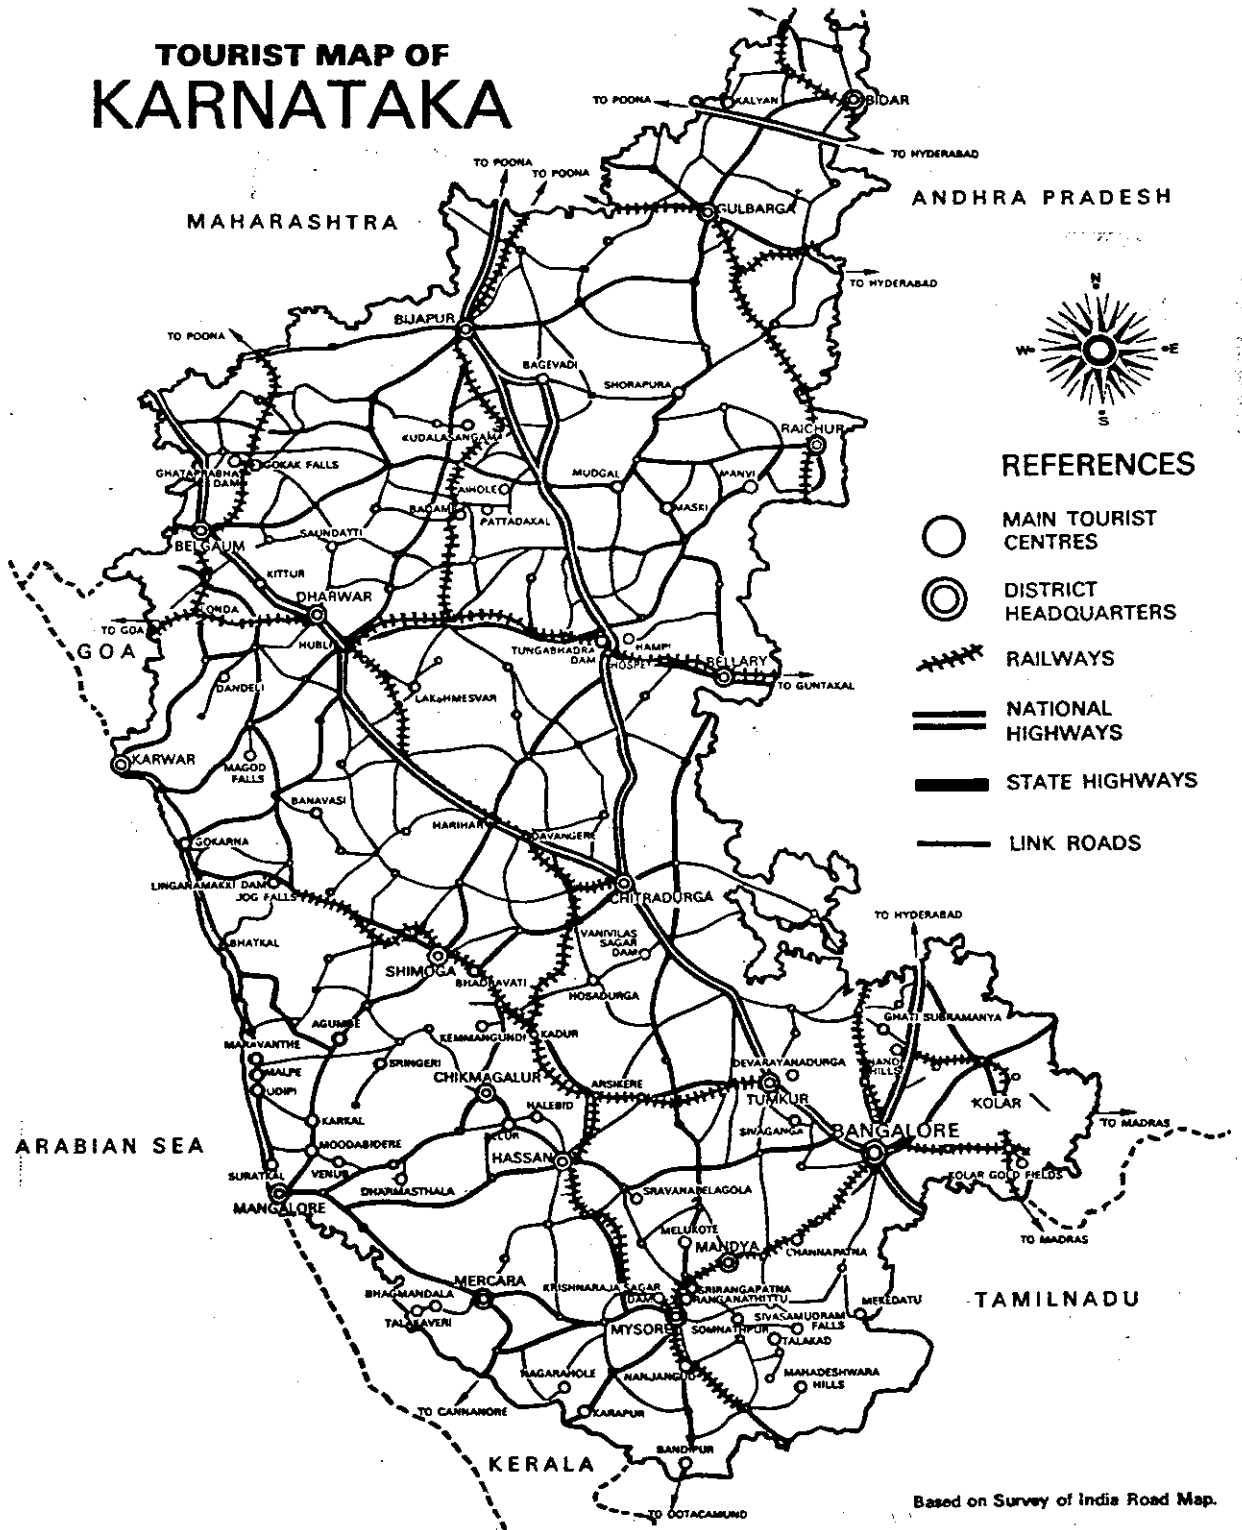 TOURIST MAP OF
KARNATAKA
TO POONA
KALYAN
BIDAR
TO HYDERABAD
TO POONA
TO POONA
ANDHRA PRADESH
MAHARASHTRA
GULBARGA
TO HYDERABAD
N
W
E
S
BIJAPUR
TO POONA
BAGEVADI
SHORAPURA
RAICHUR
KUDALASANGAMA
GHATAPRABHA
DAM
GOKAK FALLS
MUDGAL
MANVI
AIHOLE
BADAMI
PATTADAKAL
MASKI
REFERENCES
MAIN TOURIST
CENTRES
DISTRICT
HEADQUARTERS
RAILWAYS
NATIONAL
HIGHWAYS
STATE HIGHWAYS
LINK ROADS
BELGAUM
SAUNDATTI
KITTUR
DHARWAR
LONDA
TO GOA
GOA
HUBLI
TUNGABHADRA
DAM
HAMPI
HOSPET
BELLARY
TO GUNTAKAL
DANDELI
LAKSHMESVAR
KARWAR
MAGOD
FALLS
BANAVASI
HARIHAR
DAVANGERE
GOKARNA
LINGANAMAKKI DAM
JOG FALLS
CHITRADURGA
TO HYDERABAD
BHATKAL
VANIVILAS
SAGAR
DAM
SHIMOGA
BHADRAVATI
HOSADURGA
GHATI SUBRAMANYA
AGUMBE
MARAVANTHE
KEMMANGUNDI
KADUR
MALPE
SRINGERI
DEVARAYANADURGA
NANDI
HILLS
UDIPI
CHIKMAGALUR
ARSIKERE
TUMKUR
KOLAR
KARKAL
HALEBID
SIVAGANGA
BANGALORE
TO MADRAS
ARABIAN SEA
MOODABIDERE
BELUR
HASSAN
VENUR
SURATKAL
DHARMASTHALA
KOLAR GOLD FIELDS
MANGALORE
SRAVANABELAGOLA
MELUKOTE
MANDYA
CHANNAPATNA
TO MADRAS
MERCARA
KRISHNARAJA SAGAR
DAM
SRIRANGAPATNA
RANGANATHITTU
BHAGMANDALA
TALAKAVERI
MEKEDATU
TAMILNADU
MYSORE
SOMNATHPUR
SIVASAMUDRAM
FALLS
TALAKAD
NAGARAHOLE
NANJANGUD
MAHADESHWARA
HILLS
TO CANNANORE
KARAPUR
BANDIPUR
KERALA
TO OOTACAMUND
Based on Survey of India Road Map.